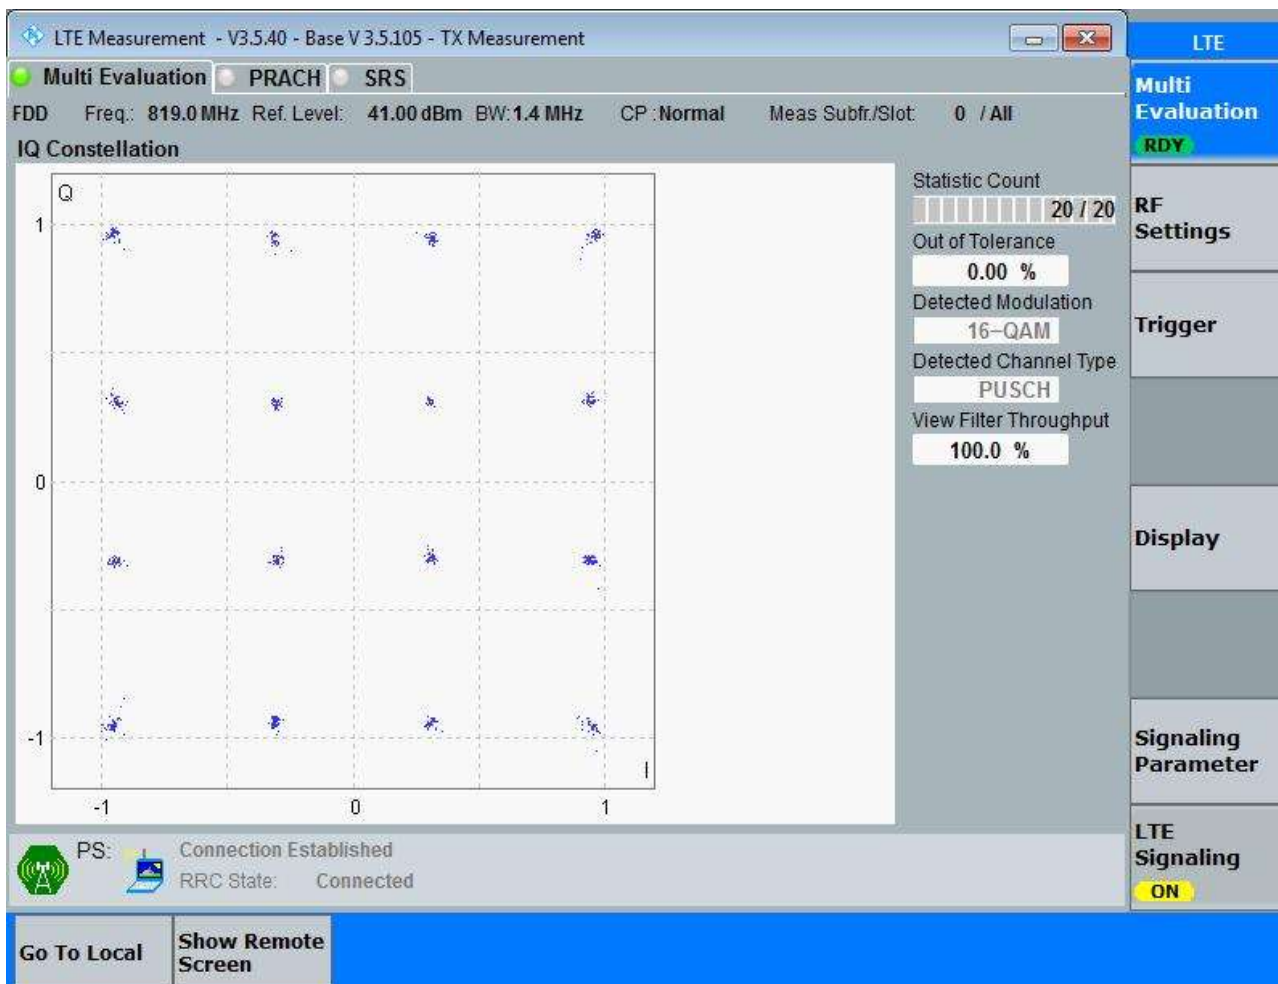 LTE Measurement - V3.5.40 - Base V 3.5.105 - TX Measurement
LTE
Multi Evaluation PRACH SRS
FDD Freq.: 819.0 MHz Ref. Level: 41.00 dBm BW: 1.4 MHz CP : Normal Meas Subfr./Slot: 0 / All
IQ Constellation
Q
1
0
-1
I
-1 0 1
Statistic Count
20 / 20
Out of Tolerance
0.00 %
Detected Modulation
16-QAM
Detected Channel Type
PUSCH
View Filter Throughput
100.0 %
Multi
Evaluation
RDY
RF
Settings
Trigger
Display
Signaling
Parameter
LTE
Signaling
ON
PS: Connection Established
RRC State: Connected
Go To Local
Show Remote
Screen